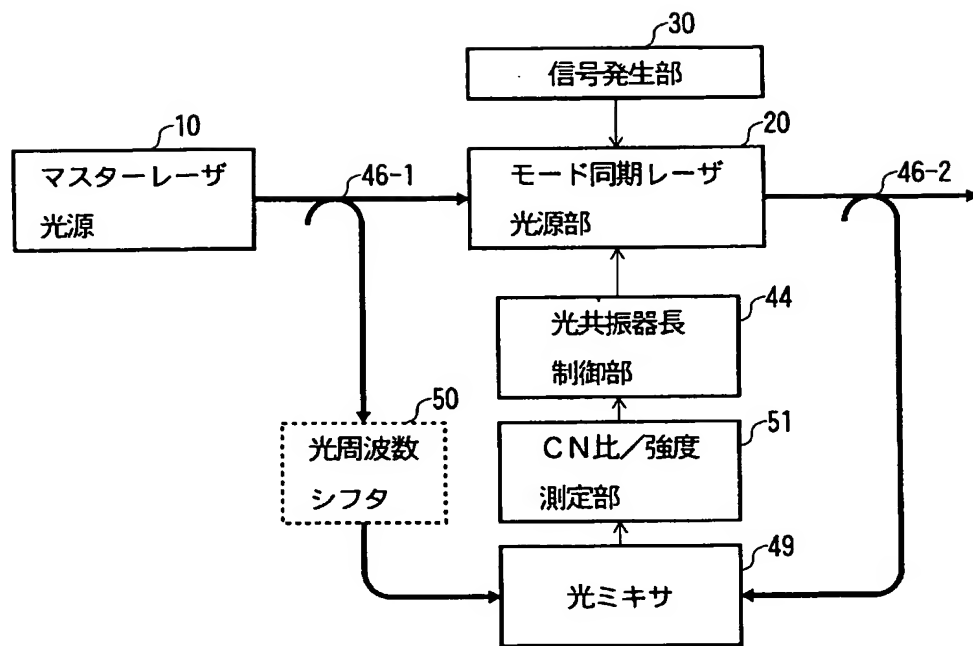 30
信号発生部
10
マスターレーザ
光源
46-1
20
モード同期レーザ
光源部
46-2
44
光共振器長
制御部
50
光周波数
シフタ
51
CN比/強度
測定部
49
光ミキサ